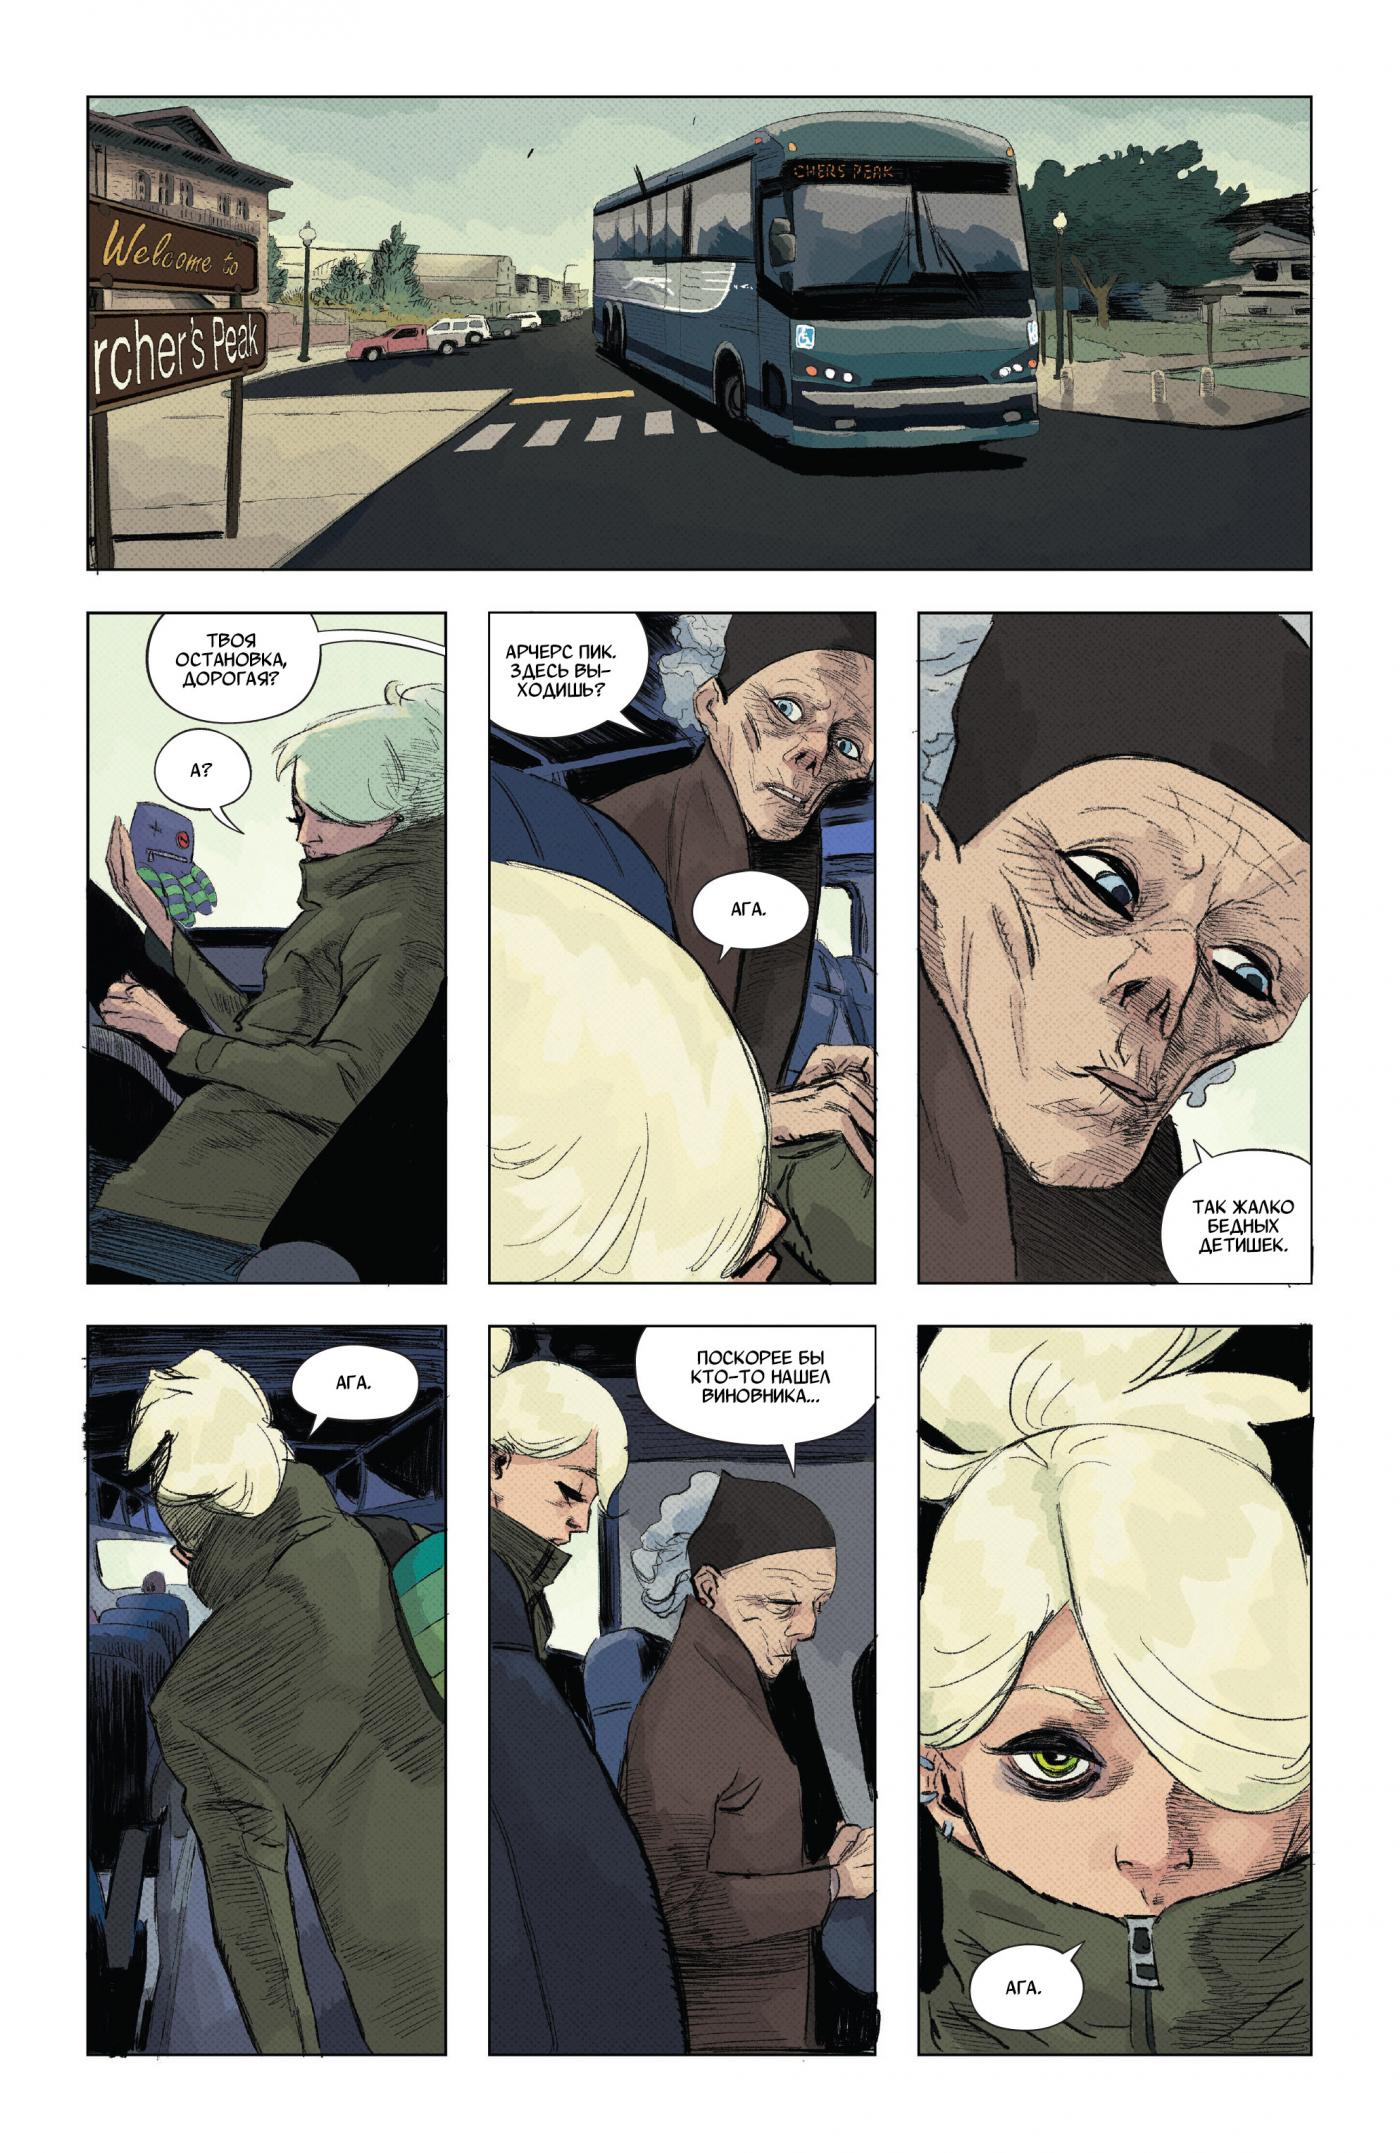 Welcome to
rcher's Peak
CHERS PEAK
ТВОЯ
ОСТАНОВКА,
ДОРОГАЯ?
А?
АРЧЕРС ПИК.
ЗДЕСЬ ВЫ-
ХОДИШЬ?
АГА.
ТАК ЖАЛКО
БЕДНЫХ
ДЕТИШЕК.
АГА.
ПОСКОРЕЕ БЫ
КТО-ТО НАШЕЛ
ВИНОВНИКА...
АГА.